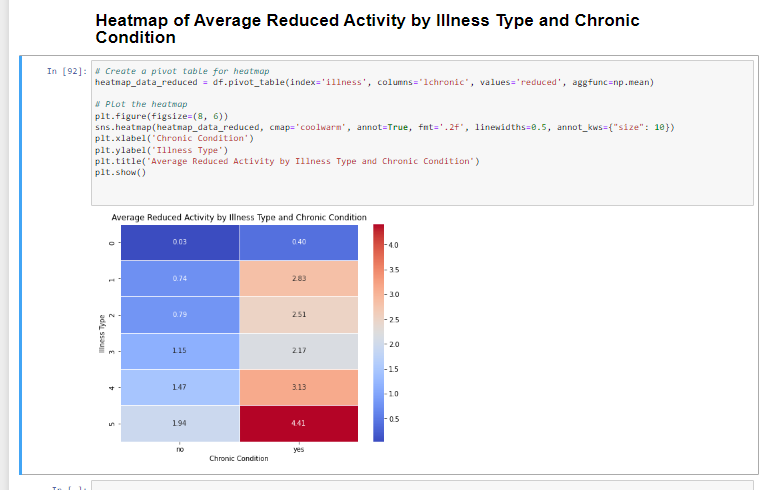 Heatmap of Average Reduced Activity by Illness Type and Chronic
Condition
In [92]:
# Create a pivot table for heatmap
heatmap_data_reduced = df.pivot_table(index='illness', columns='lchronic', values='reduced', aggfunc=np.mean)
# Plot the heatmap
plt.figure(figsize=(8, 6))
sns.heatmap(heatmap_data_reduced, cmap='coolwarm', annot=True, fmt='.2f', linewidths=0.5, annot_kws={"size": 10})
plt.xlabel('Chronic Condition')
plt.ylabel('Illness Type')
plt.title('Average Reduced Activity by Illness Type and Chronic Condition')
plt.show()
Average Reduced Activity by Illness Type and Chronic Condition
0 0.03 0.40
1 0.74 2.83
2 0.79 2.51
3 1.15 2.17
4 1.47 3.13
5 1.94 4.41
Illness Type
no yes
Chronic Condition
4.0
3.5
3.0
2.5
2.0
1.5
1.0
0.5
In [ ]: